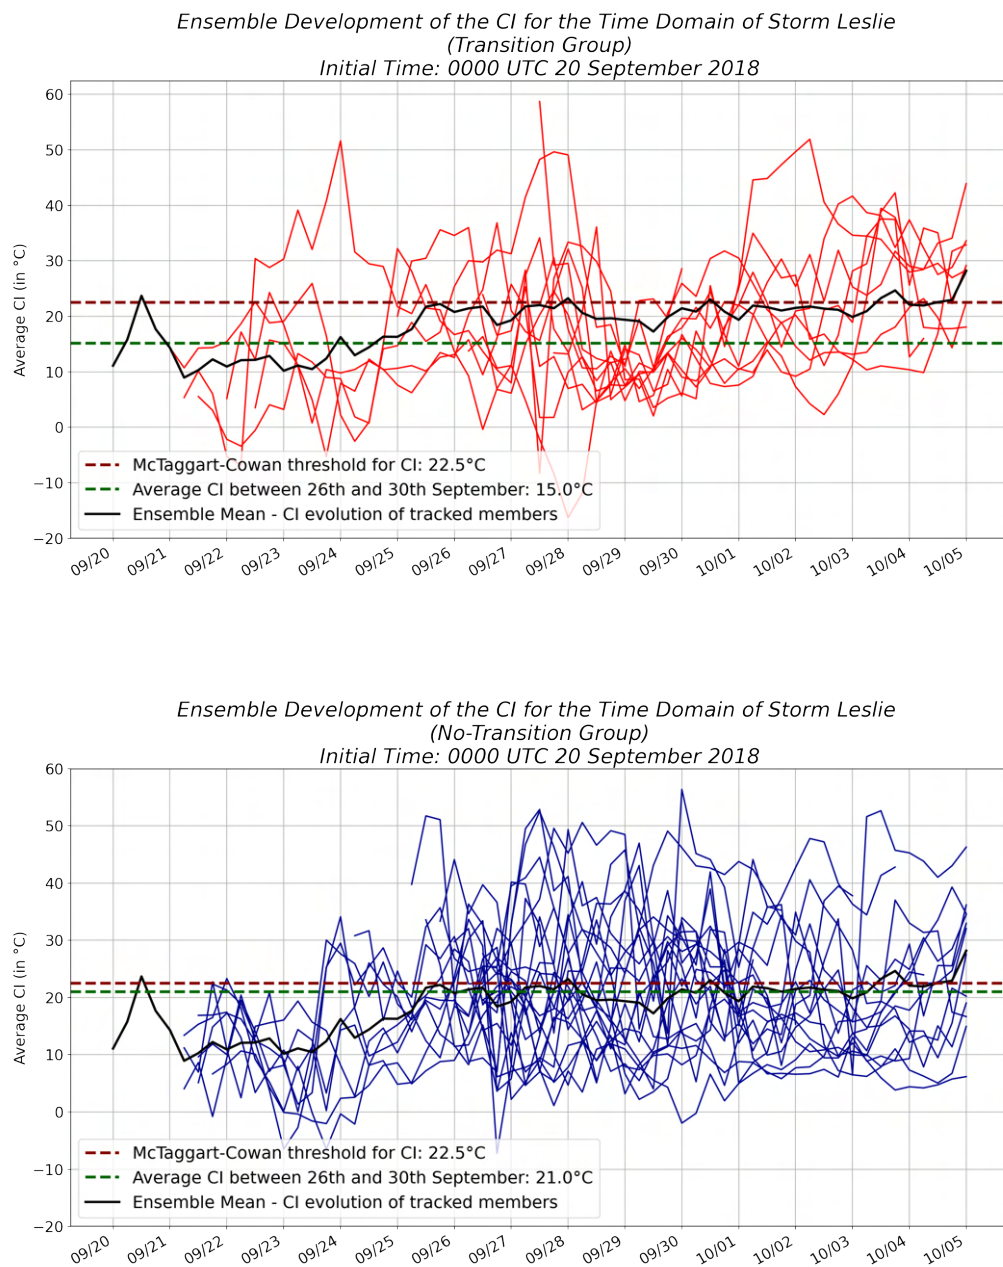 Ensemble Development of the CI for the Time Domain of Storm Leslie
(Transition Group)
Initial Time: 0000 UTC 20 September 2018
60
50
40
30
20
10
0
−10
−20
Average CI (in °C)
McTaggart-Cowan threshold for CI: 22.5°C
Average CI between 26th and 30th September: 15.0°C
Ensemble Mean - CI evolution of tracked members
09/20 09/21 09/22 09/23 09/24 09/25 09/26 09/27 09/28 09/29 09/30 10/01 10/02 10/03 10/04 10/05
Ensemble Development of the CI for the Time Domain of Storm Leslie
(No-Transition Group)
Initial Time: 0000 UTC 20 September 2018
60
50
40
30
20
10
0
−10
−20
Average CI (in °C)
McTaggart-Cowan threshold for CI: 22.5°C
Average CI between 26th and 30th September: 21.0°C
Ensemble Mean - CI evolution of tracked members
09/20 09/21 09/22 09/23 09/24 09/25 09/26 09/27 09/28 09/29 09/30 10/01 10/02 10/03 10/04 10/05